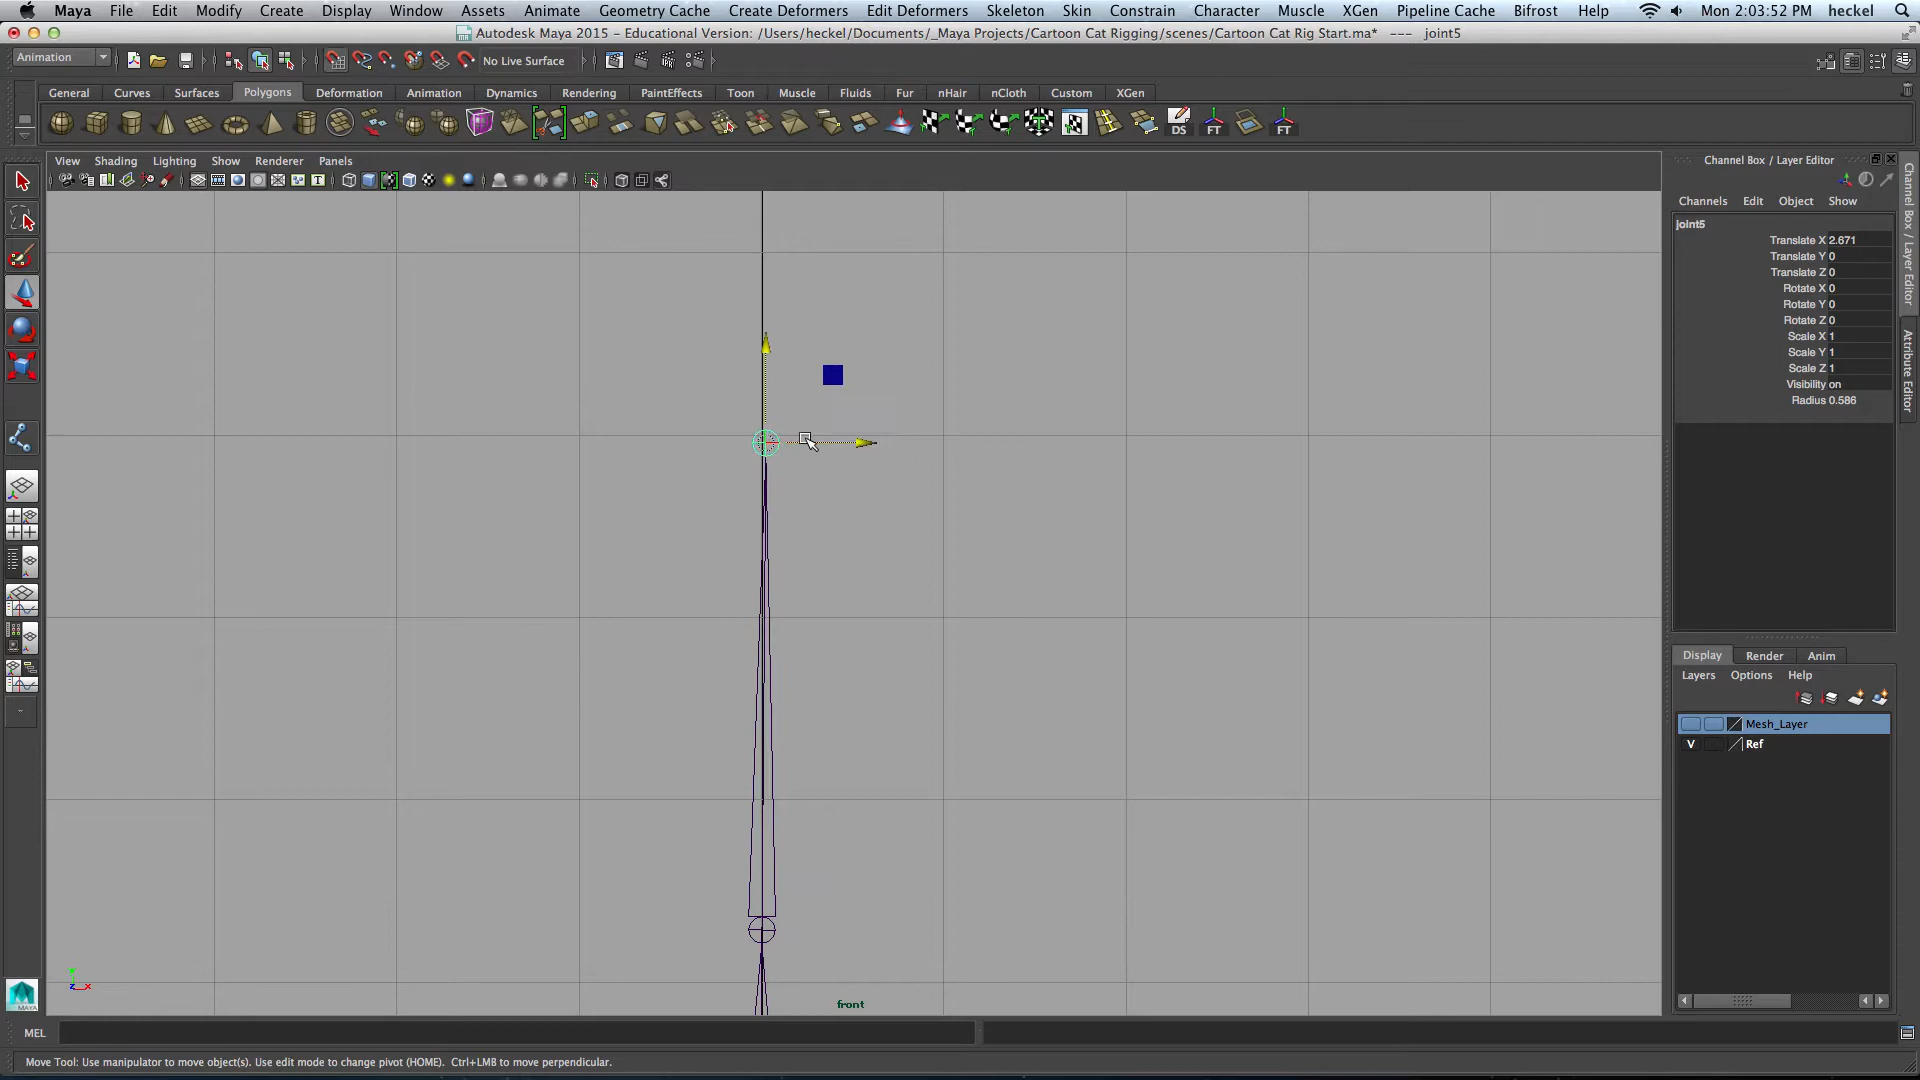 Maya File Edit Modify Create Display Window Assets Animate Geometry Cache Create Deformers Edit Deformers Skeleton Skin Constrain Character Muscle XGen Pipeline Cache Bifrost Help Mon 2:03:52 PM heckel
Autodesk Maya 2015 - Educational Version: /Users/heckel/Documents/_Maya Projects/Cartoon Cat Rigging/scenes/Cartoon Cat Rig Start.ma* --- joint5
Animation No Live Surface
General Curves Surfaces Polygons Deformation Animation Dynamics Rendering PaintEffects Toon Muscle Fluids Fur nHair nCloth Custom XGen
DS FT FT
View Shading Lighting Show Renderer Panels
Channel Box / Layer Editor
Channels Edit Object Show
joint5
Translate X 2.671
Translate Y 0
Translate Z 0
Rotate X 0
Rotate Y 0
Rotate Z 0
Scale X 1
Scale Y 1
Scale Z 1
Visibility on
Radius 0.586
Channel Box / Layer Editor
Attribute Editor
Display Render Anim
Layers Options Help
Mesh_Layer
V Ref
y
z x
front
MAYA
MEL
Move Tool: Use manipulator to move object(s). Use edit mode to change pivot (HOME). Ctrl+LMB to move perpendicular.